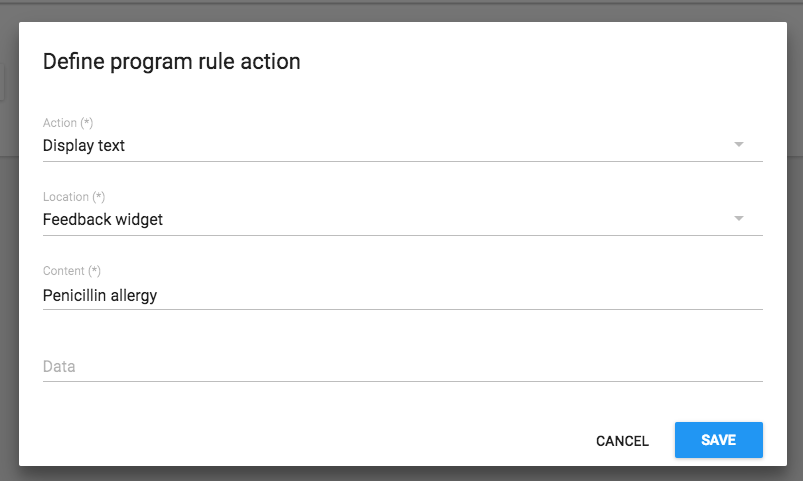 Define program rule action
Action (*)
Display text
Location (*)
Feedback widget
Content (*)
Penicillin allergy
Data
CANCEL SAVE